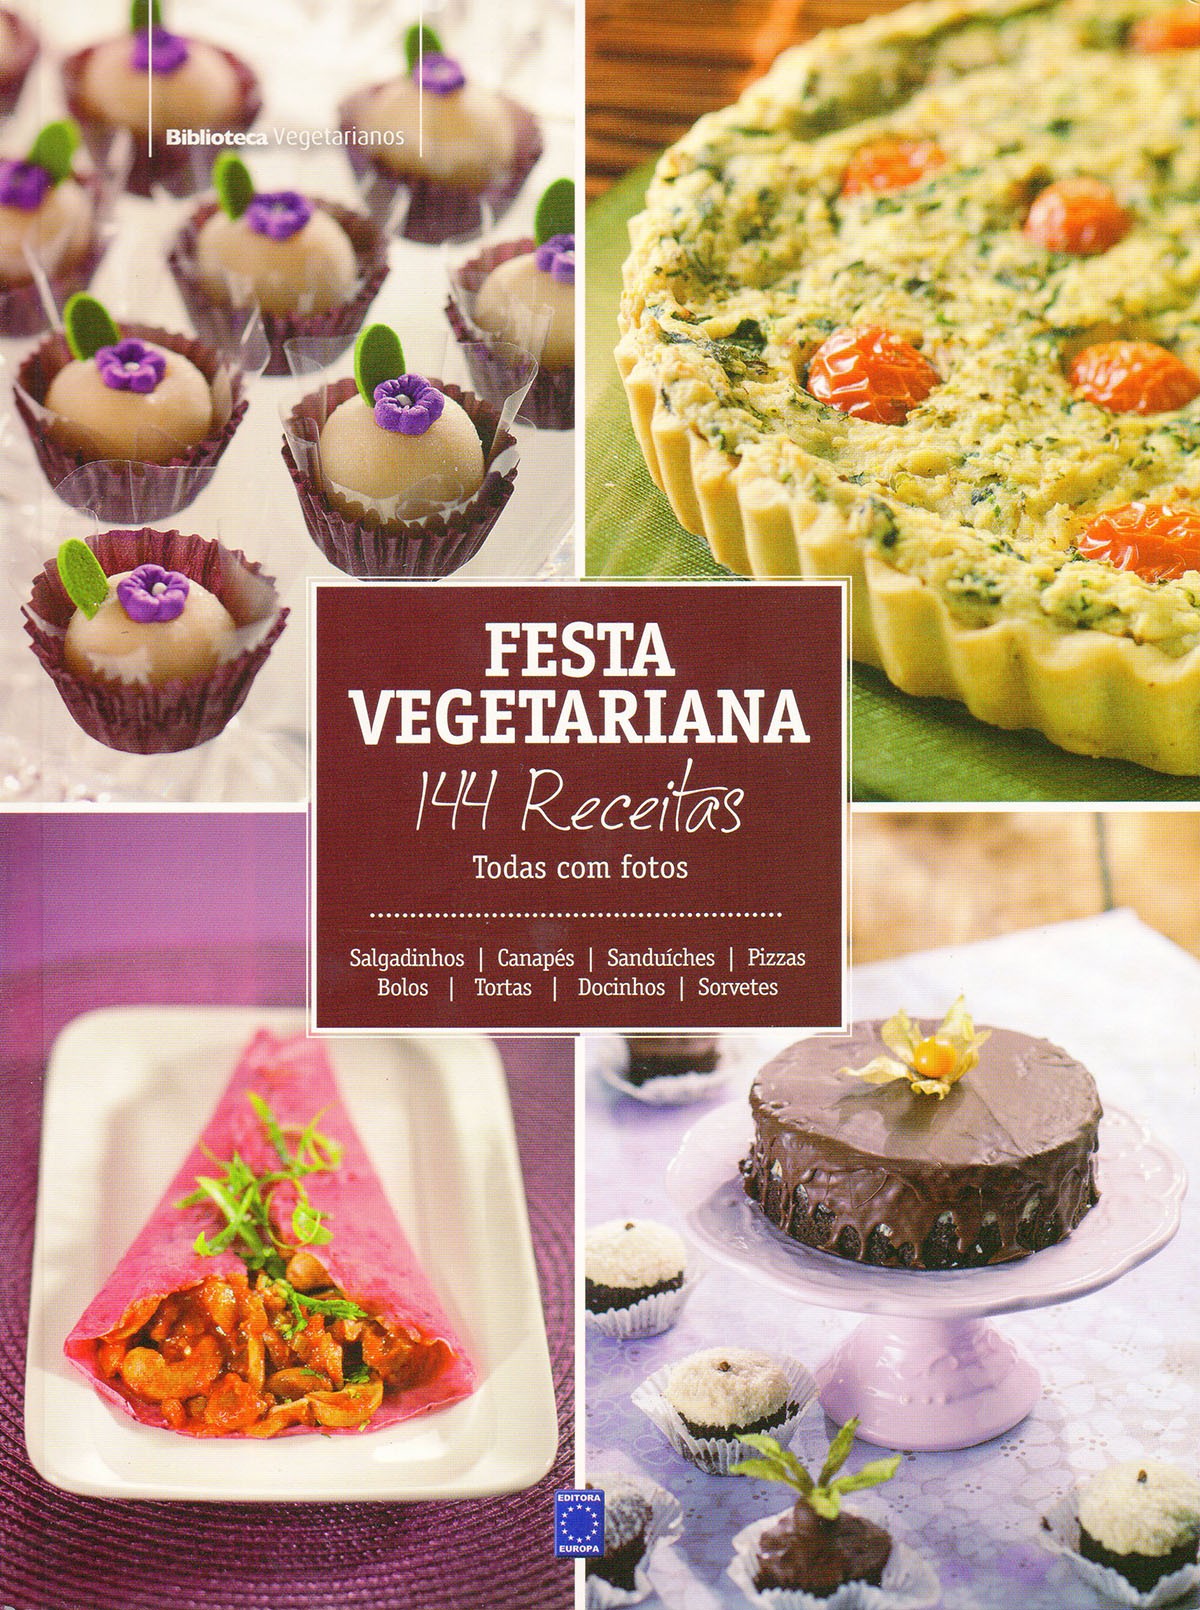 Biblioteca Vegetarianos
FESTA
VEGETARIANA
144 Receitas
Todas com fotos
Salgadinhos | Canapés | Sanduíches | Pizzas
Bolos | Tortas | Docinhos | Sorvetes
EDITORA
EUROPA